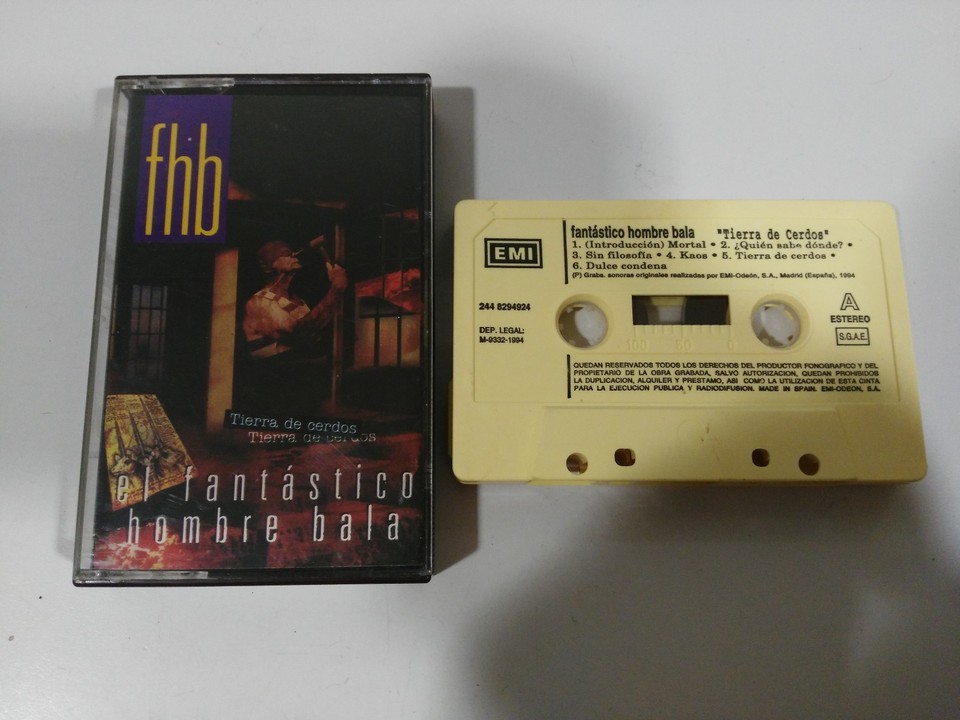 fhb
Tierra de cerdos
Tierra de cerdos
el fantástico
hombre bala
EMI
fantástico hombre bala "Tierra de Cerdos"
1. (Introducción) Mortal • 2. ¿Quién sabe dónde? •
3. Sin filosofía • 4. Kaos • 5. Tierra de cerdos •
6. Dulce condena
(P) Grabs. sonoras originales realizadas por EMI-Odeón, S.A., Madrid (España), 1994
244 8294924
DEP. LEGAL:
M-9332-1994
A
ESTEREO
S.G.A.E.
100 50 0
QUEDAN RESERVADOS TODOS LOS DERECHOS DEL PRODUCTOR FONOGRAFICO Y DEL
PROPIETARIO DE LA OBRA GRABADA, SALVO AUTORIZACION, QUEDAN PROHIBIDOS
LA DUPLICACION, ALQUILER Y PRESTAMO, ASI COMO LA UTILIZACION DE ESTA CINTA
PARA LA EJECUCION PUBLICA Y RADIODIFUSION. MADE IN SPAIN. EMI-ODEON, S.A.